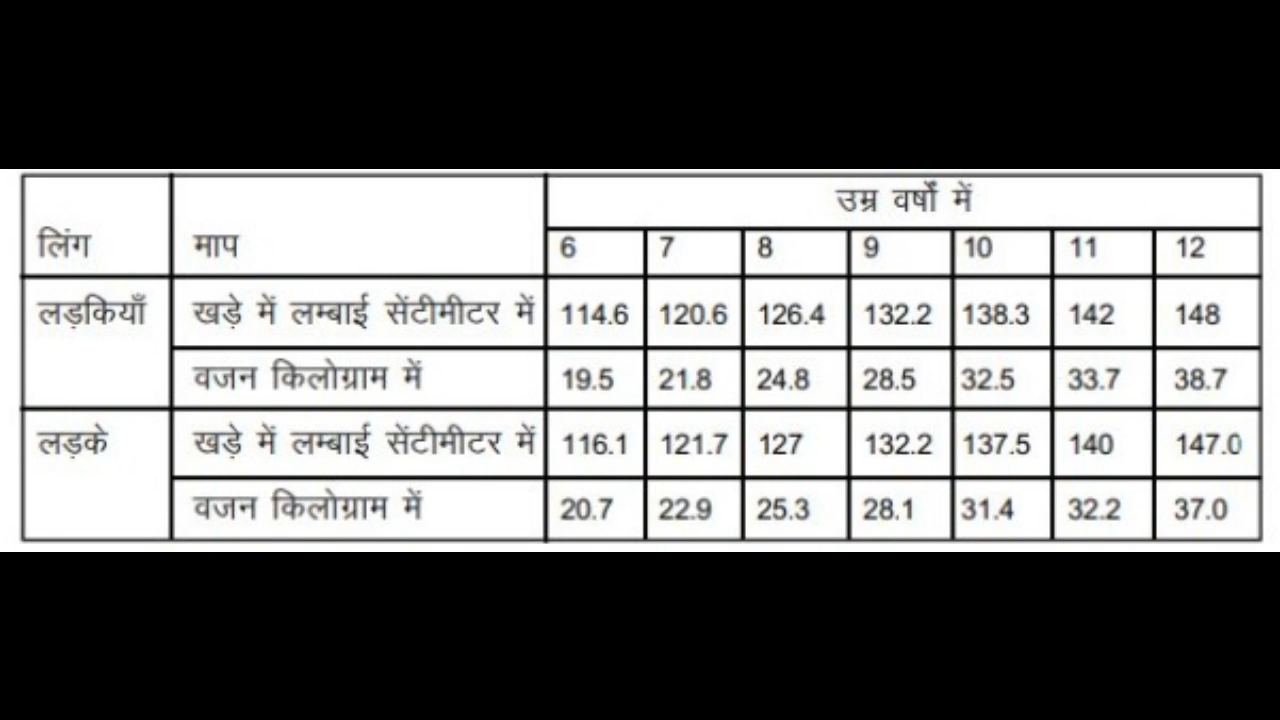 उम्र वर्षों में
लिंग माप 6 7 8 9 10 11 12
लड़कियाँ खड़े में लम्बाई सेंटीमीटर में 114.6 120.6 126.4 132.2 138.3 142 148
वजन किलोग्राम में 19.5 21.8 24.8 28.5 32.5 33.7 38.7
लड़के खड़े में लम्बाई सेंटीमीटर में 116.1 121.7 127 132.2 137.5 140 147.0
वजन किलोग्राम में 20.7 22.9 25.3 28.1 31.4 32.2 37.0